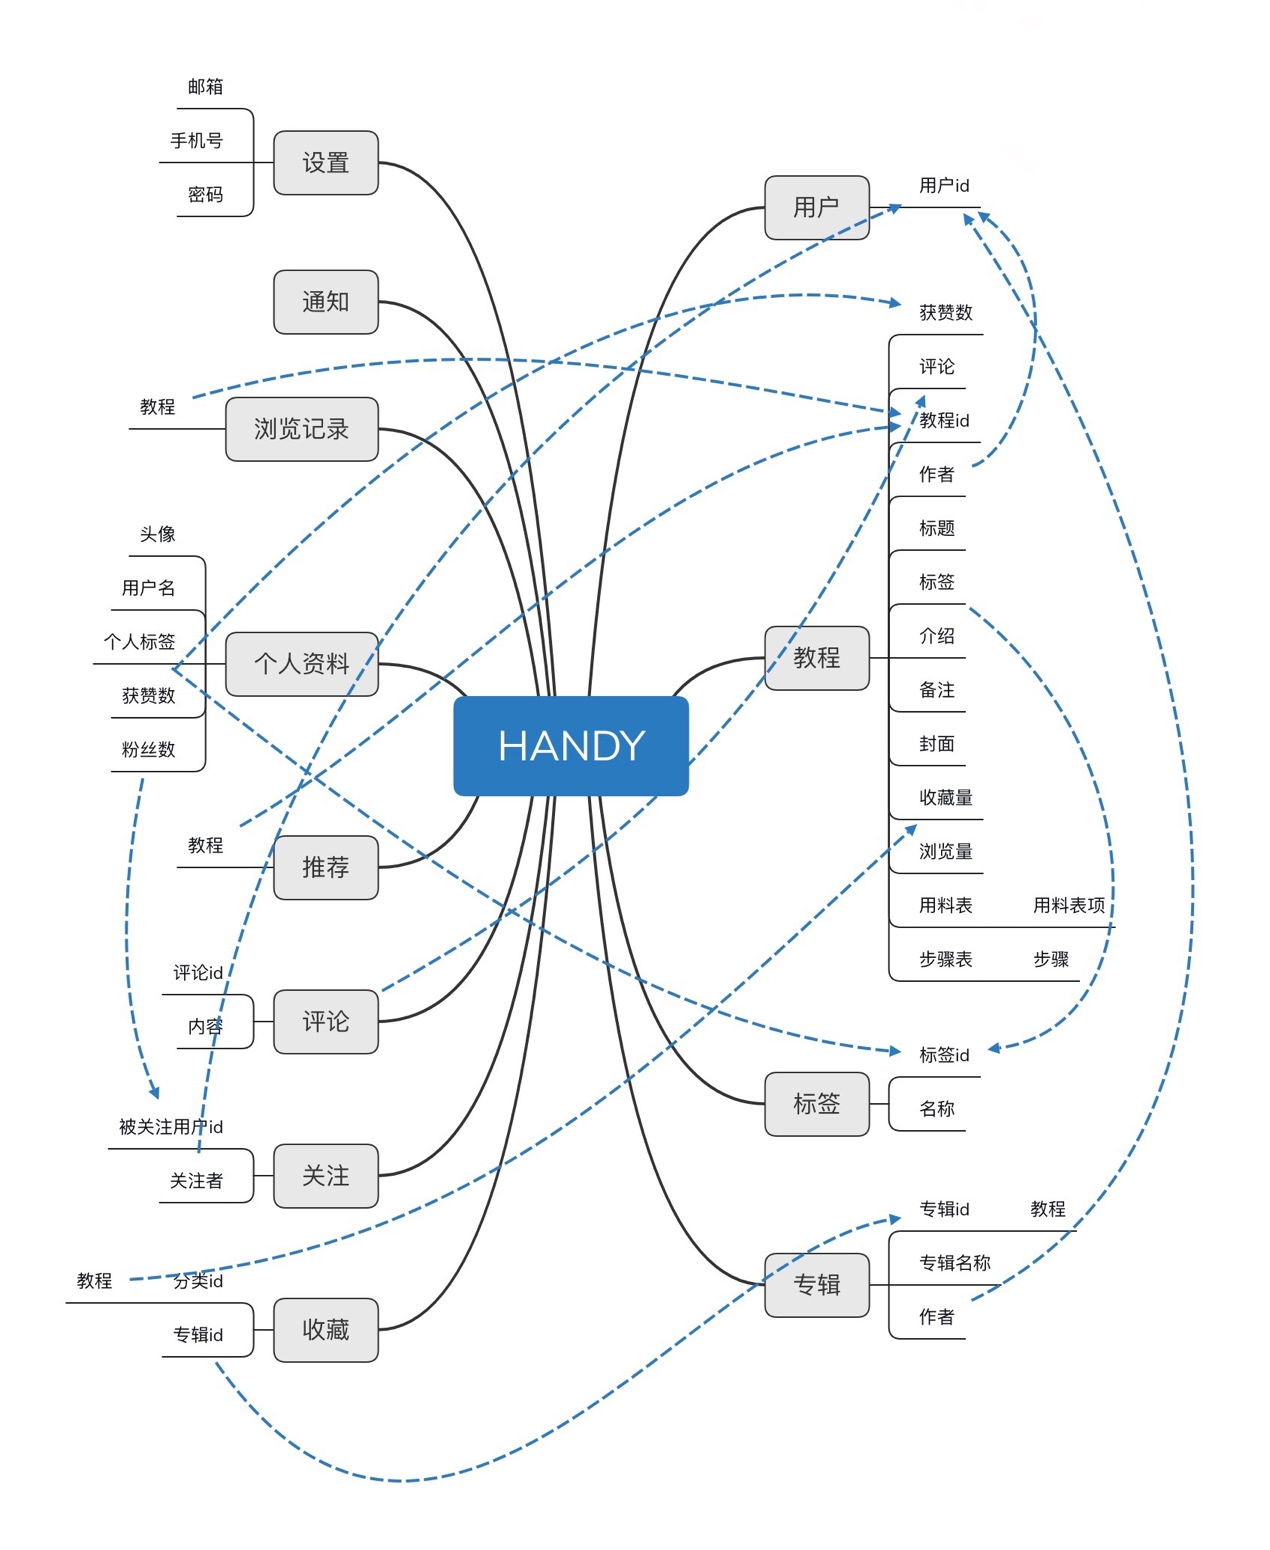 邮箱
手机号
密码
设置
通知
教程
浏览记录
头像
用户名
个人标签
获赞数
粉丝数
个人资料
教程
推荐
评论id
内容
评论
被关注用户id
关注者
关注
教程
分类id
专辑id
收藏
HANDY
用户
用户id
教程
获赞数
评论
教程id
作者
标题
标签
介绍
备注
封面
收藏量
浏览量
用料表 用料表项
步骤表 步骤
标签
标签id
名称
专辑
专辑id 教程
专辑名称
作者